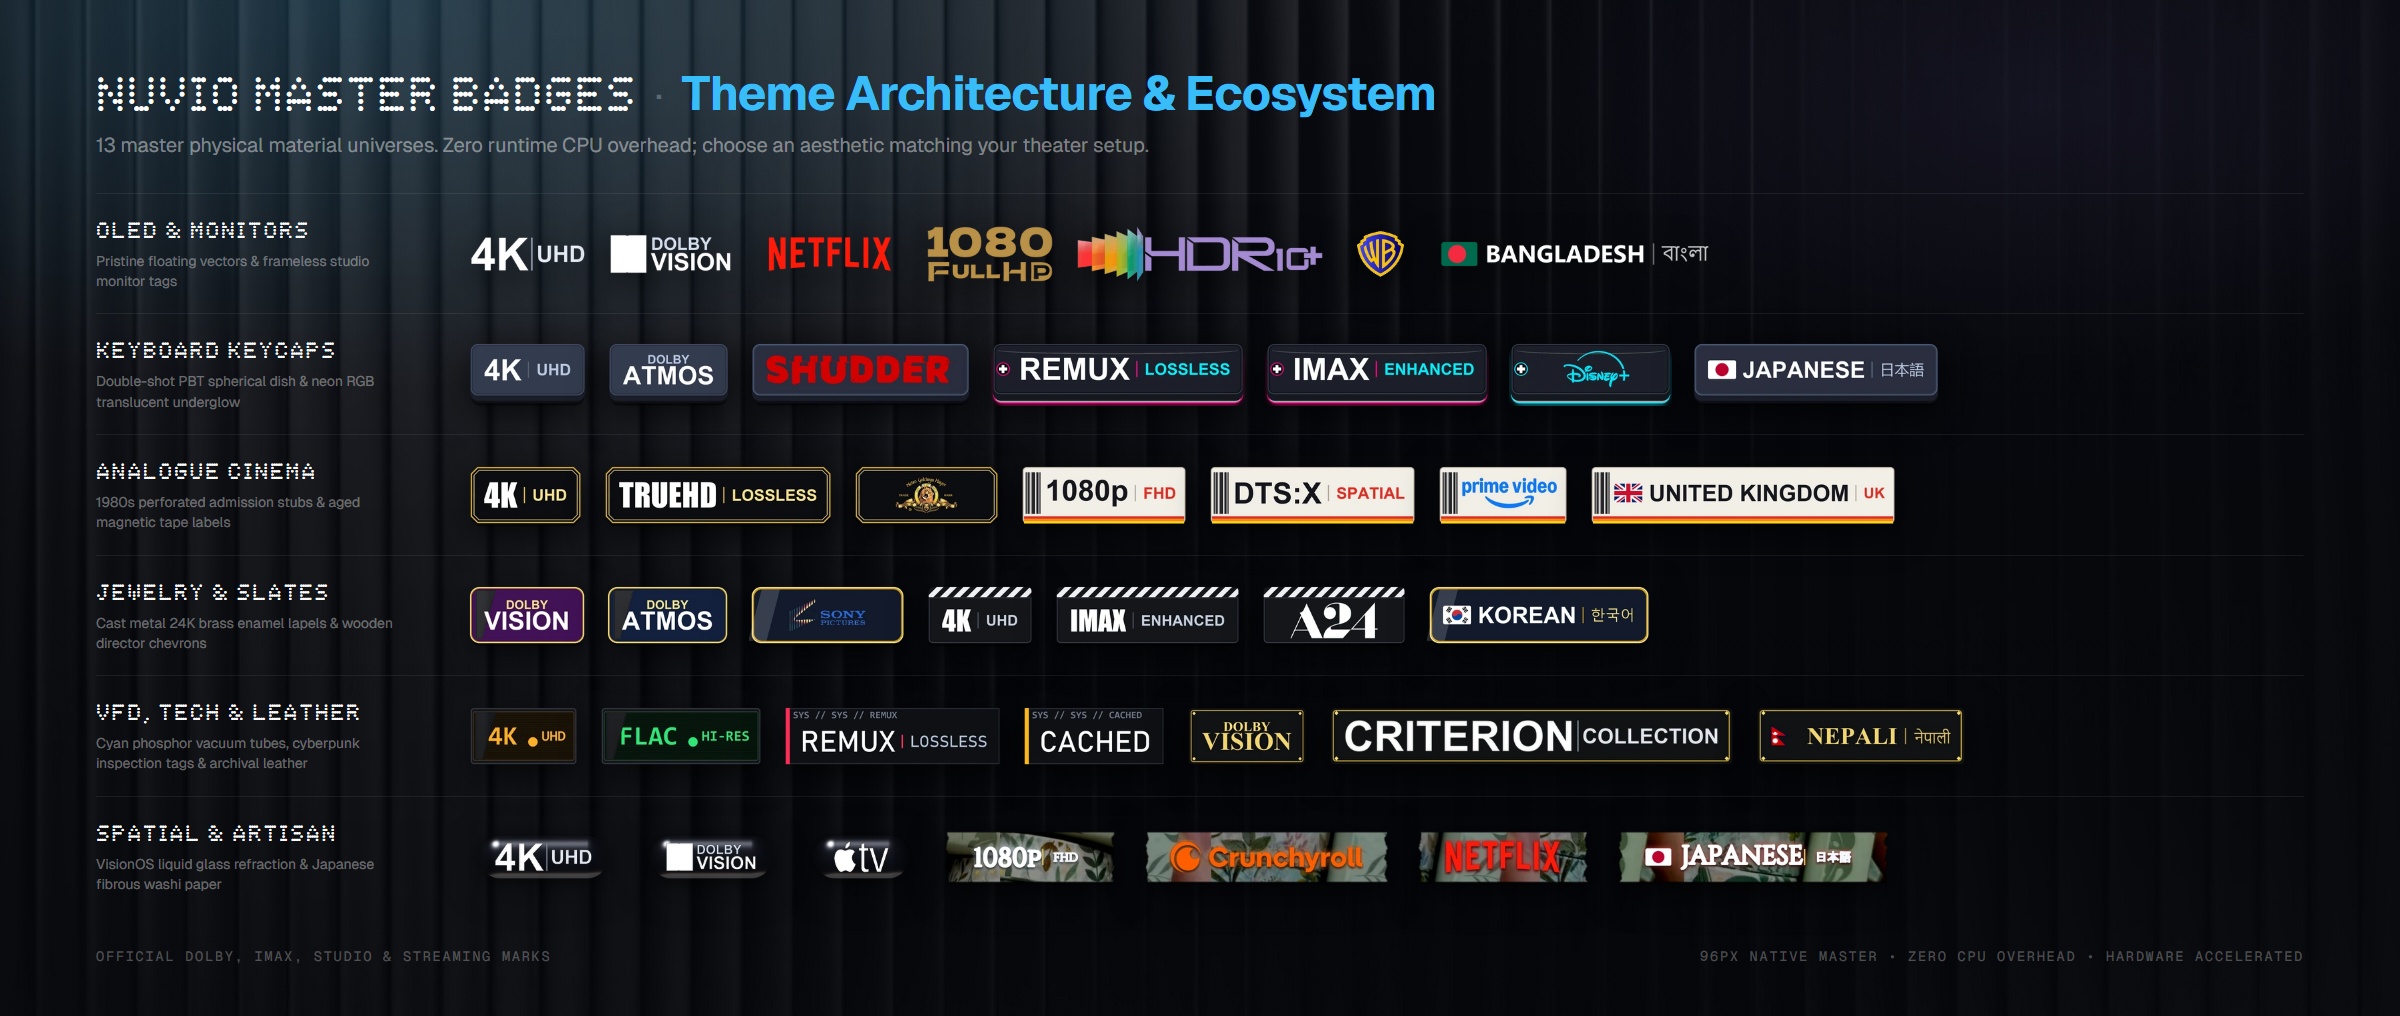 NUVIO MASTER BADGES · Theme Architecture & Ecosystem
13 master physical material universes. Zero runtime CPU overhead; choose an aesthetic matching your theater setup.
OLED & MONITORS
Pristine floating vectors & frameless studio
monitor tags
4K UHD
DOLBY
VISION
NETFLIX
1080
FULLHD
HDR10+
WB
BANGLADESH | বাংলা
KEYBOARD KEYCAPS
Double-shot PBT spherical dish & neon RGB
translucent underglow
4K | UHD
DOLBY
ATMOS
SHUDDER
REMUX | LOSSLESS
IMAX | ENHANCED
Disney+
JAPANESE | 日本語
ANALOGUE CINEMA
1980s perforated admission stubs & aged
magnetic tape labels
4K | UHD
TRUEHD | LOSSLESS
1080p | FHD
DTS:X | SPATIAL
prime video
UNITED KINGDOM | UK
JEWELRY & SLATES
Cast metal 24K brass enamel lapels & wooden
director chevrons
DOLBY
VISION
DOLBY
ATMOS
SONY
PICTURES
4K | UHD
IMAX | ENHANCED
A24
KOREAN | 한국어
VFD, TECH & LEATHER
Cyan phosphor vacuum tubes, cyberpunk
inspection tags & archival leather
4K UHD
FLAC HI-RES
SYS // SYS // REMUX
REMUX | LOSSLESS
SYS // SYS // CACHED
CACHED
DOLBY
VISION
CRITERION COLLECTION
NEPALI | नेपाली
SPATIAL & ARTISAN
VisionOS liquid glass refraction & Japanese
fibrous washi paper
4K UHD
DOLBY
VISION
tv
1080P FHD
Crunchyroll
NETFLIX
JAPANESE 日本語
OFFICIAL DOLBY, IMAX, STUDIO & STREAMING MARKS
96PX NATIVE MASTER • ZERO CPU OVERHEAD • HARDWARE ACCELERATED